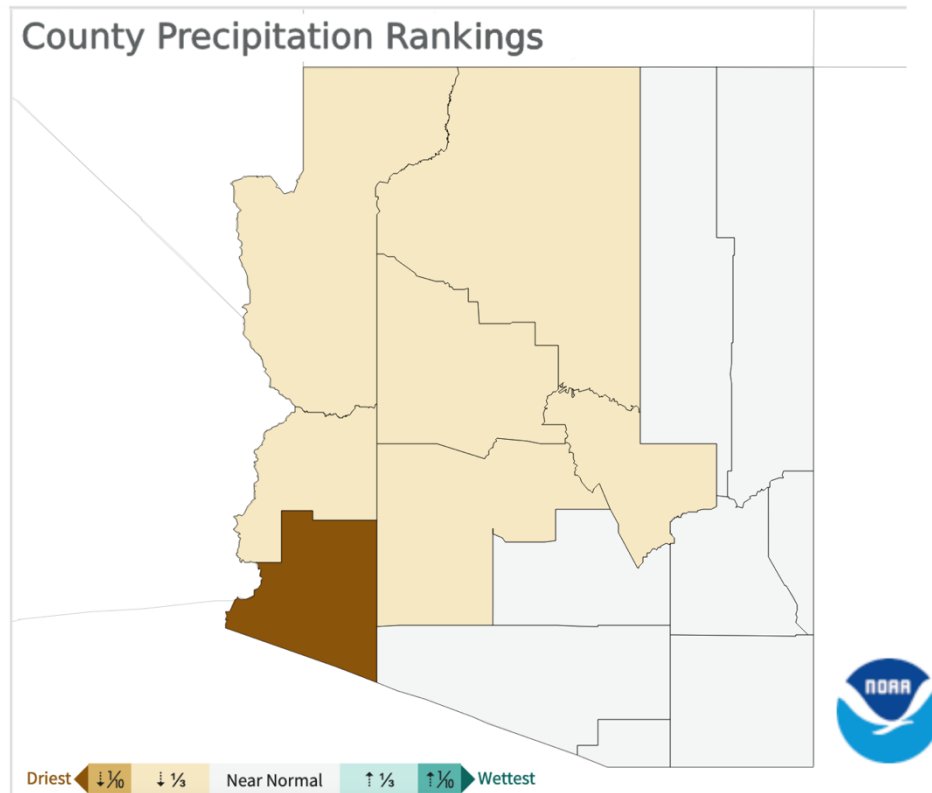 County Precipitation Rankings
NOAA
Driest ↓ ⅒ ↓ ⅓ Near Normal ↑ ⅓ ↑ ⅒ Wettest